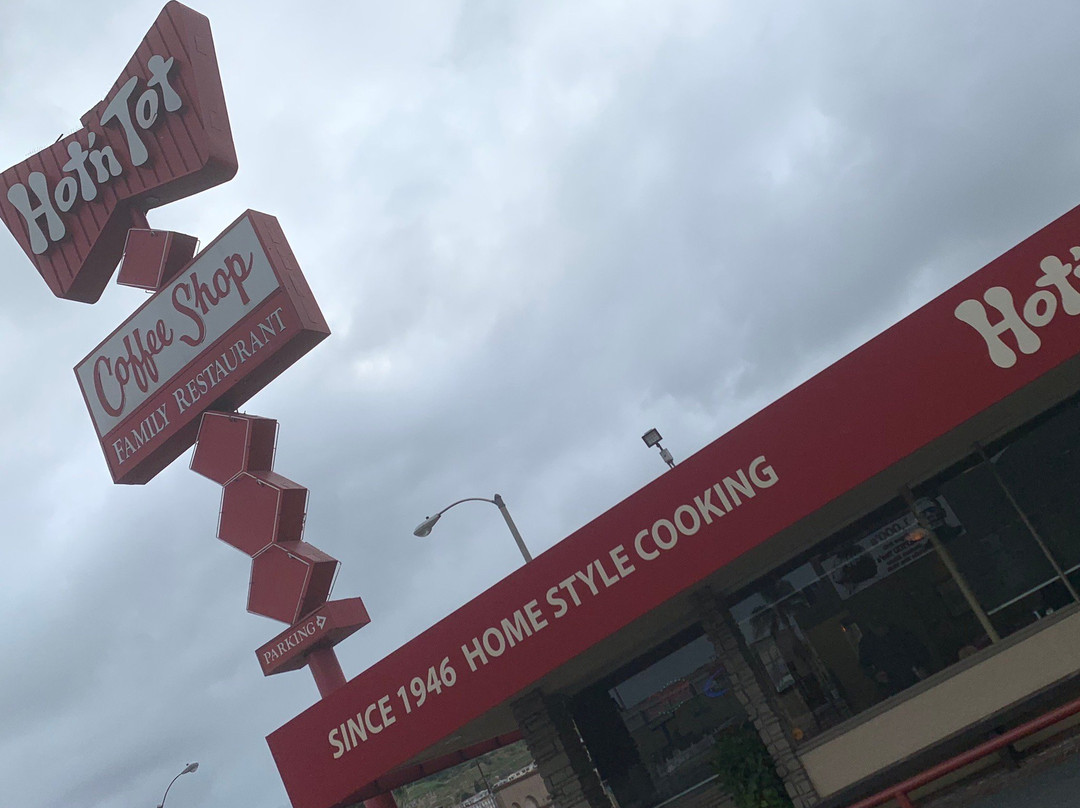 Hot'n Tot
Coffee Shop
FAMILY RESTAURANT
PARKING
SINCE 1946 HOME STYLE COOKING
Hot'